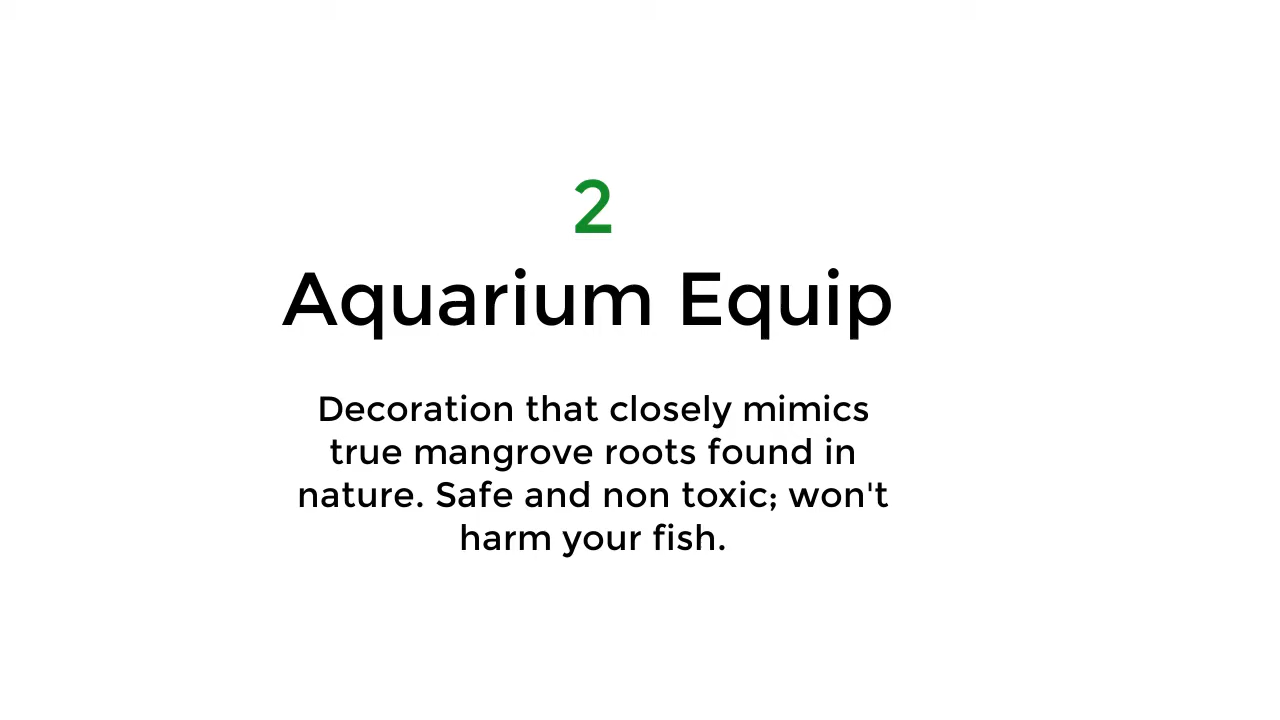 2
Aquarium Equip
Decoration that closely mimics
true mangrove roots found in
nature. Safe and non toxic; won't
harm your fish.